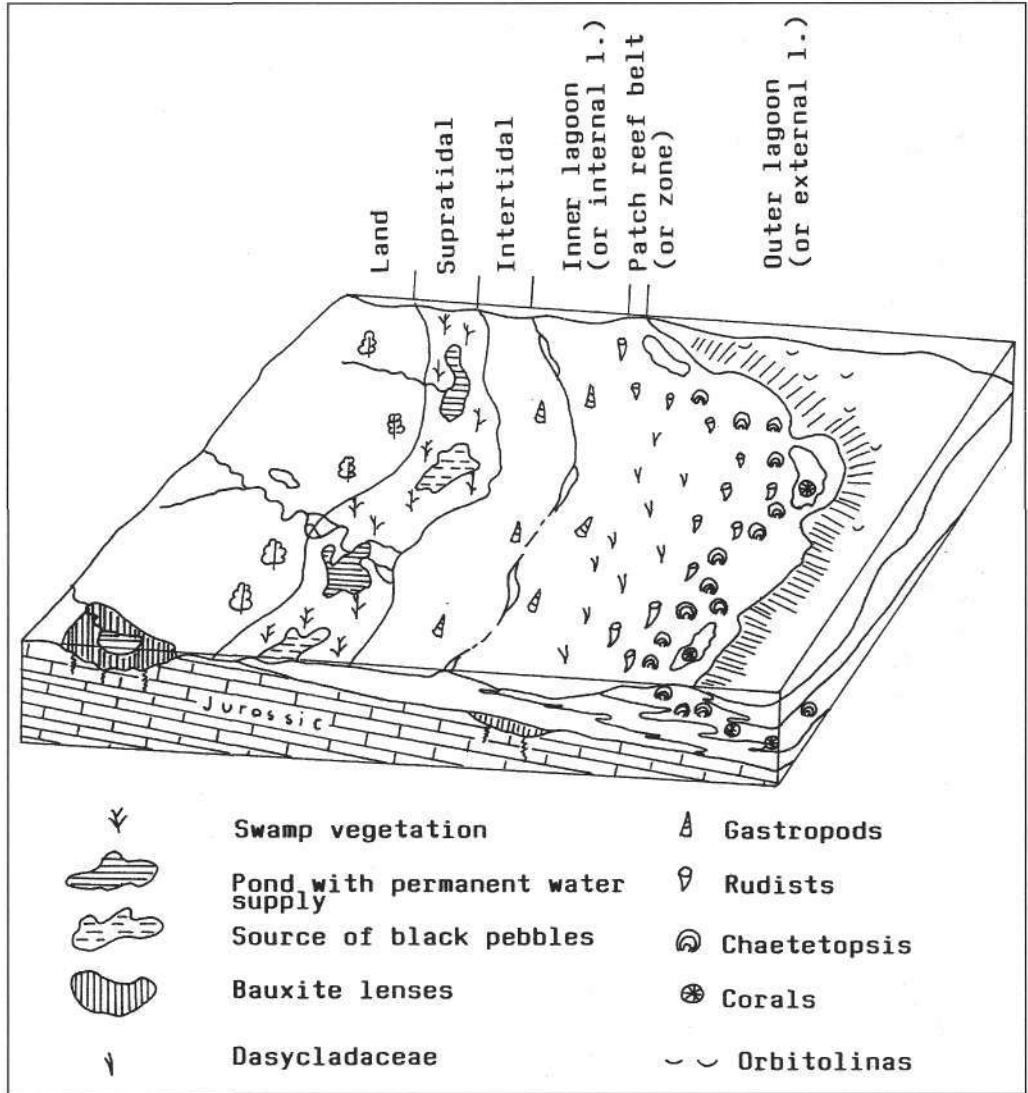 Land
Supratidal
Intertidal
Inner lagoon
(or internal l.)
Patch reef belt
(or zone)
Outer lagoon
(or external l.)
Jurossic
Swamp vegetation
Pond with permanent water
supply
Source of black pebbles
Bauxite lenses
Dasycladaceae
Gastropods
Rudists
Chaetetopsis
Corals
Orbitolinas